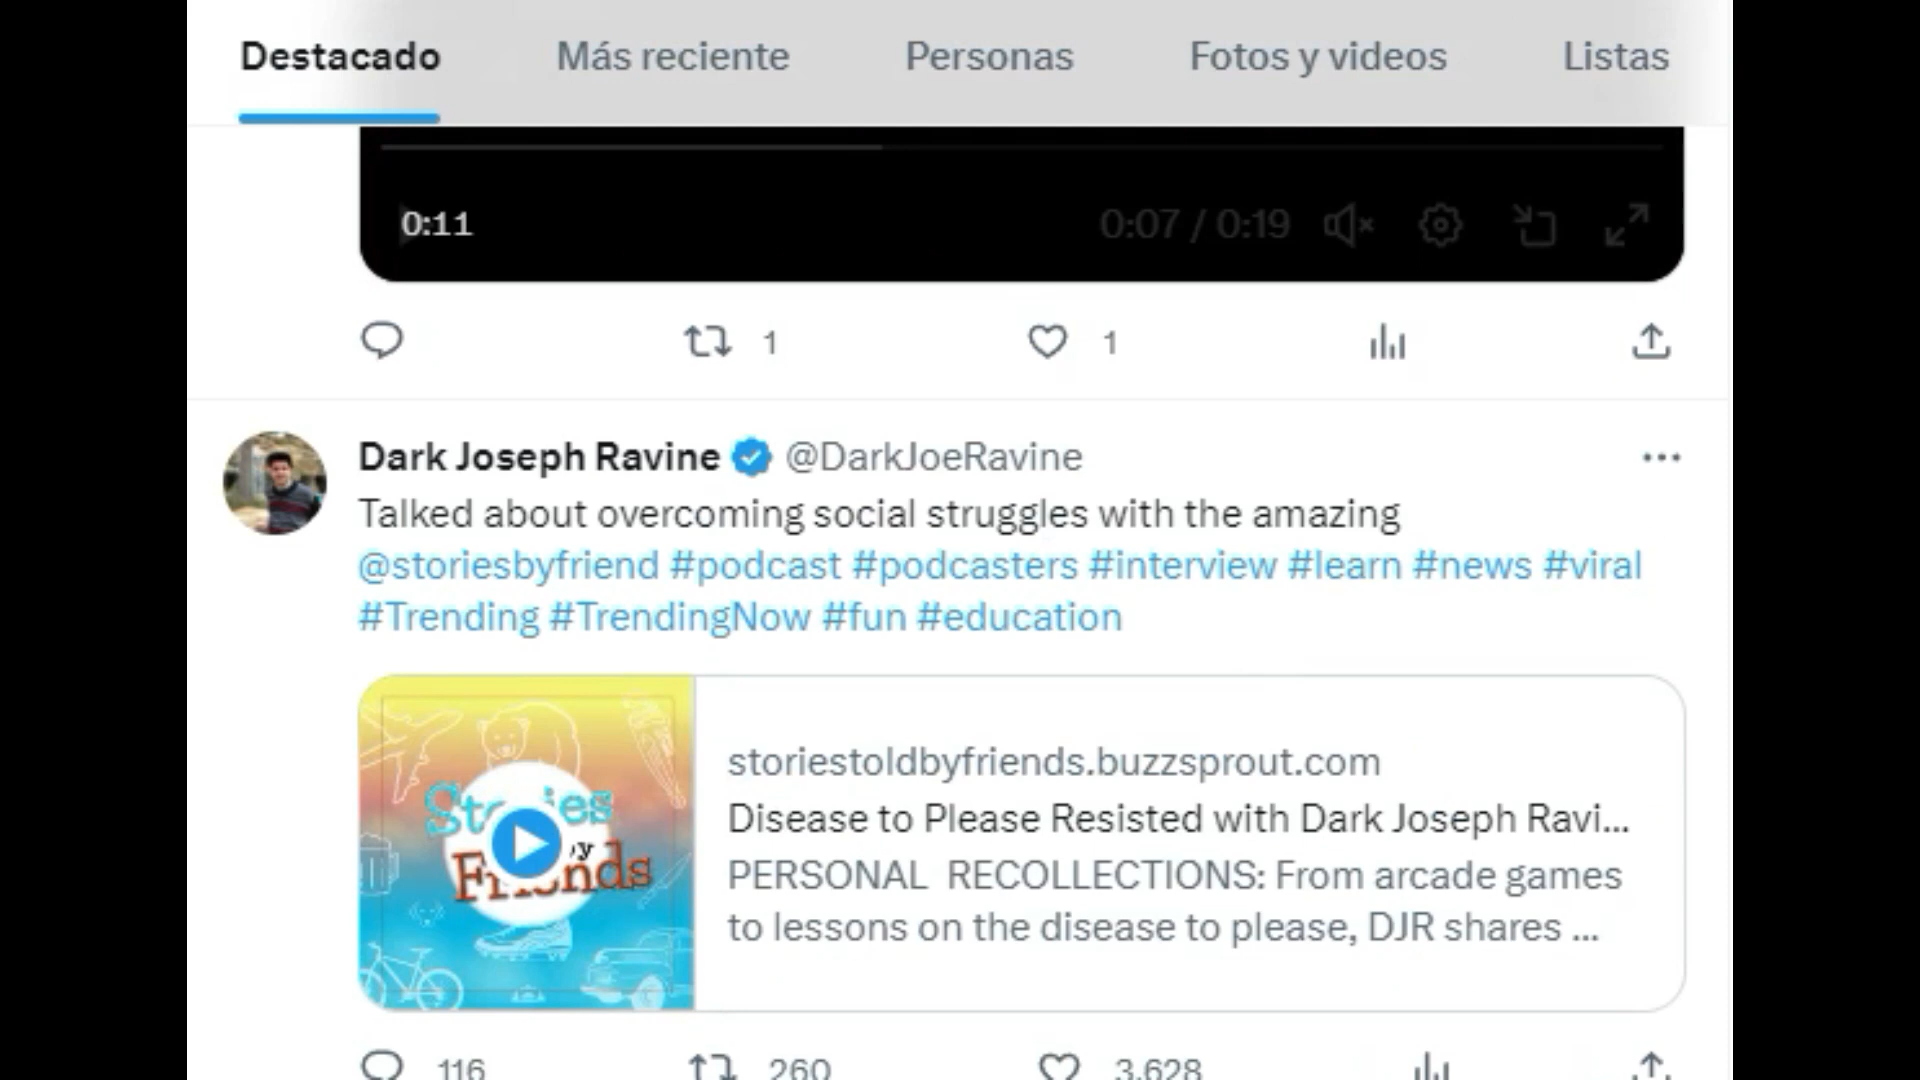 Destacado Más reciente Personas Fotos y videos Listas
0:11 0:07 / 0:19
1 1
Dark Joseph Ravine @DarkJoeRavine
Talked about overcoming social struggles with the amazing
@storiesbyfriend #podcast #podcasters #interview #learn #news #viral
#Trending #TrendingNow #fun #education
storiestoldbyfriends.buzzsprout.com
Disease to Please Resisted with Dark Joseph Ravi...
PERSONAL RECOLLECTIONS: From arcade games
to lessons on the disease to please, DJR shares ...
Stories
by
Friends
116 260 3.628